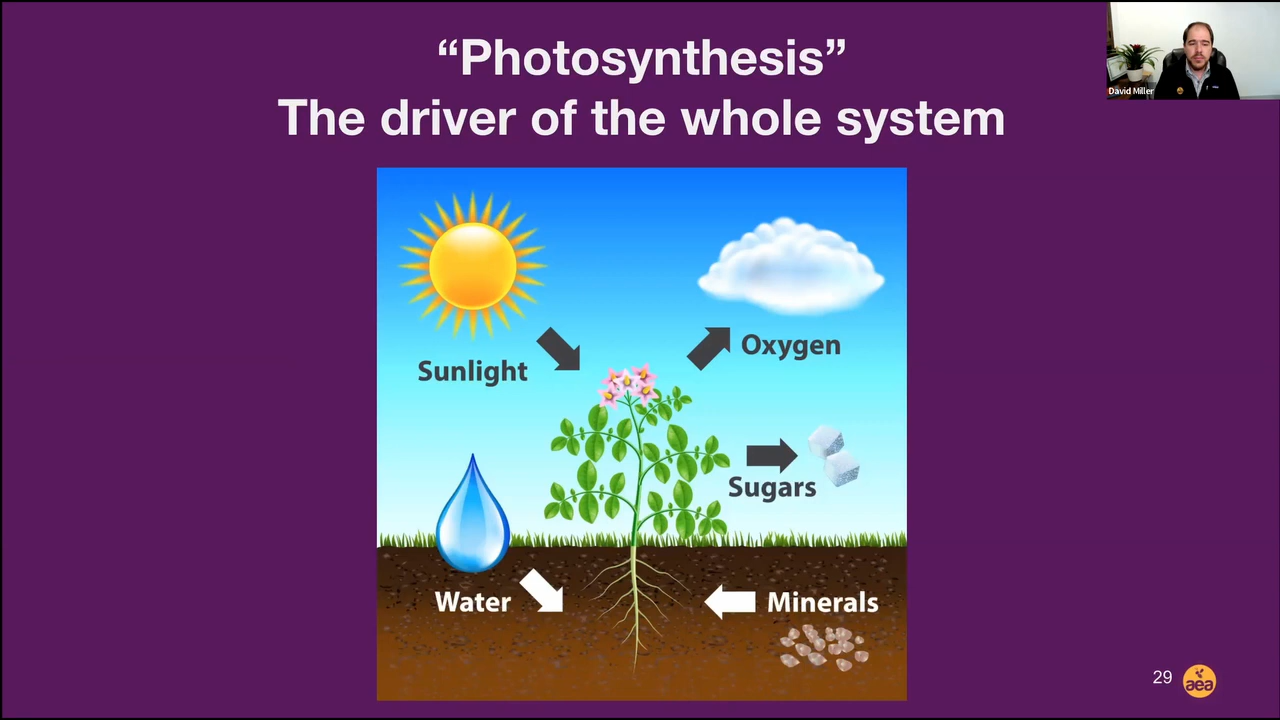 “Photosynthesis”
The driver of the whole system
David Miller
Sunlight
Oxygen
Sugars
Water
Minerals
29
aea